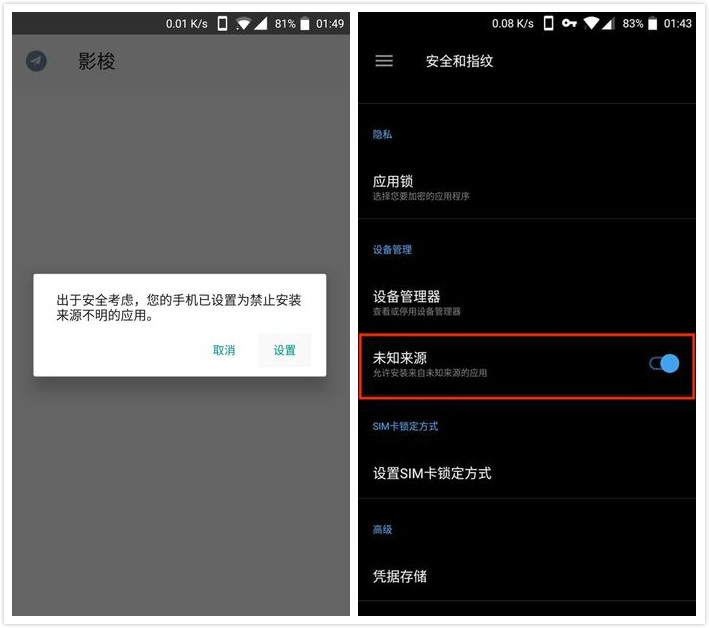 0.01 K/s 81% 01:49
影梭
出于安全考虑，您的手机已设置为禁止安装
来源不明的应用。
取消 设置
0.08 K/s 83% 01:43
安全和指纹
隐私
应用锁
选择您要加密的应用程序
设备管理
设备管理器
查看或停用设备管理器
未知来源
允许安装来自未知来源的应用
SIM卡锁定方式
设置SIM卡锁定方式
高级
凭据存储